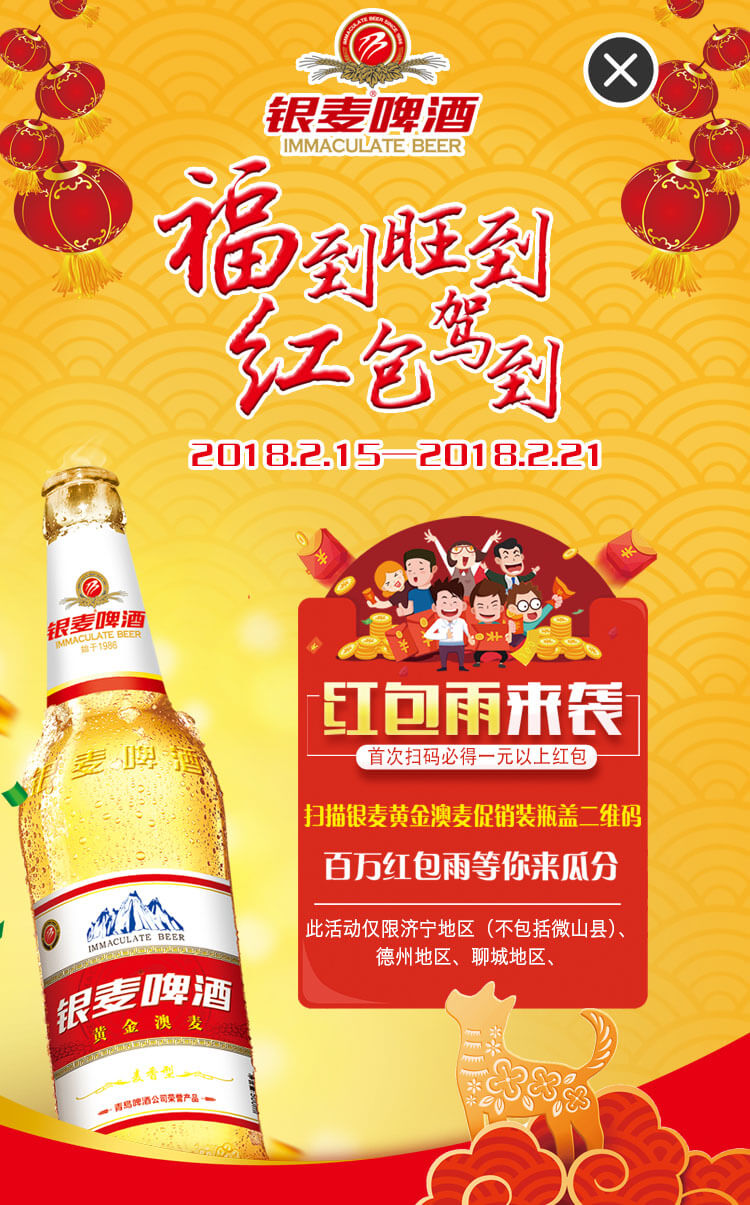 IMMACULATE BEER SINCE 1986
®
银麦啤酒
IMMACULATE BEER
福到旺到
红包驾到
2018.2.15—2018.2.21
银麦啤酒
IMMACULATE BEER
始于1986
银麦啤酒
IMMACULATE BEER
银麦啤酒
黄金澳麦
麦香型
青岛啤酒公司荣誉产品
红包雨来袭
首次扫码必得一元以上红包
扫描银麦黄金澳麦促销装瓶盖二维码
百万红包雨等你来瓜分
此活动仅限济宁地区（不包括微山县）、
德州地区、聊城地区、